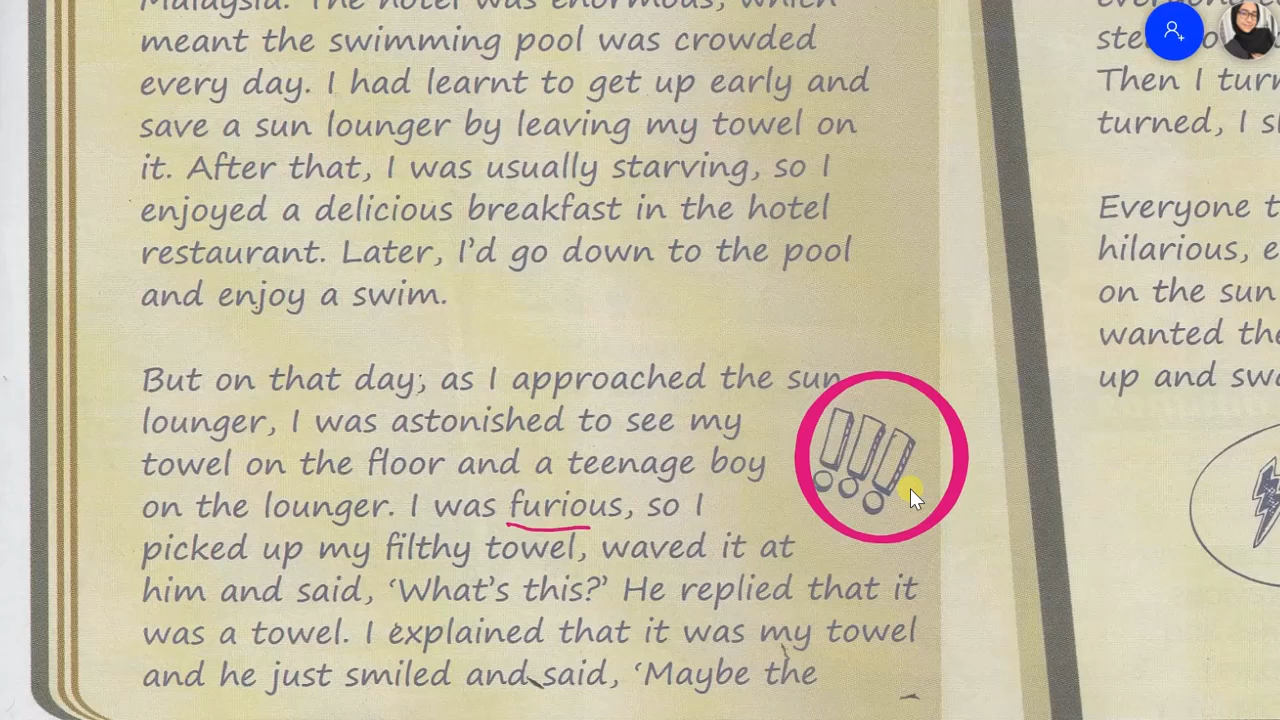 Malaysia. The hotel was enormous, which
meant the swimming pool was crowded
every day. I had learnt to get up early and
save a sun lounger by leaving my towel on
it. After that, I was usually starving, so I
enjoyed a delicious breakfast in the hotel
restaurant. Later, I'd go down to the pool
and enjoy a swim.
But on that day, as I approached the sun
lounger, I was astonished to see my
towel on the floor and a teenage boy
on the lounger. I was furious, so I
picked up my filthy towel, waved it at
him and said, ‘What's this?’ He replied that it
was a towel. I explained that it was my towel
and he just smiled and said, ‘Maybe the
!!!
Then I
turned, I
Everyone
hilarious,
on the sun
wanted
up and